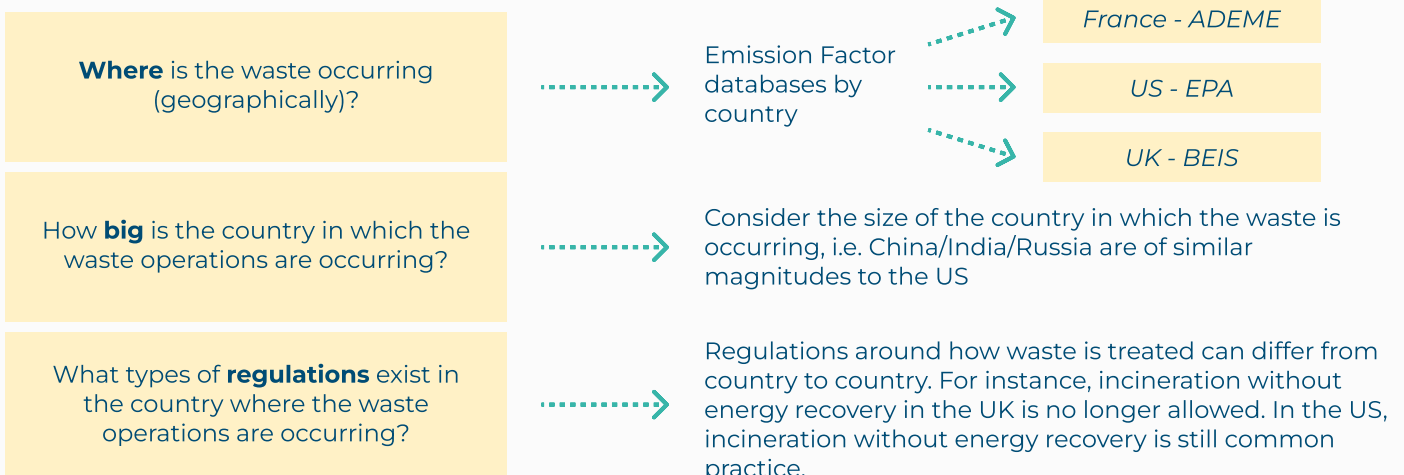 Where is the waste occurring
(geographically)?
Emission Factor
databases by
country
France - ADEME
US - EPA
UK - BEIS
How big is the country in which the
waste operations are occurring?
Consider the size of the country in which the waste is
occurring, i.e. China/India/Russia are of similar
magnitudes to the US
What types of regulations exist in
the country where the waste
operations are occurring?
Regulations around how waste is treated can differ from
country to country. For instance, incineration without
energy recovery in the UK is no longer allowed. In the US,
incineration without energy recovery is still common
practice.